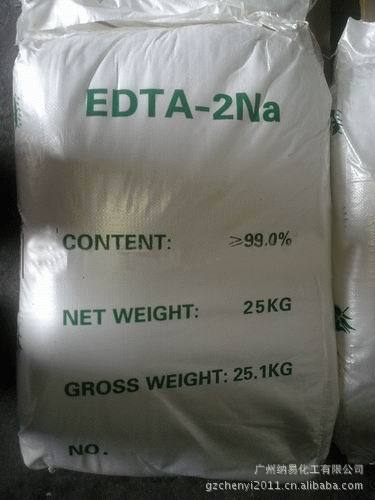 EDTA-2Na
CONTENT: ≥99.0%
NET WEIGHT: 25KG
GROSS WEIGHT: 25.1KG
NO.
广州纳易化工有限公司
gzchenyi2011.cn.alibaba.com